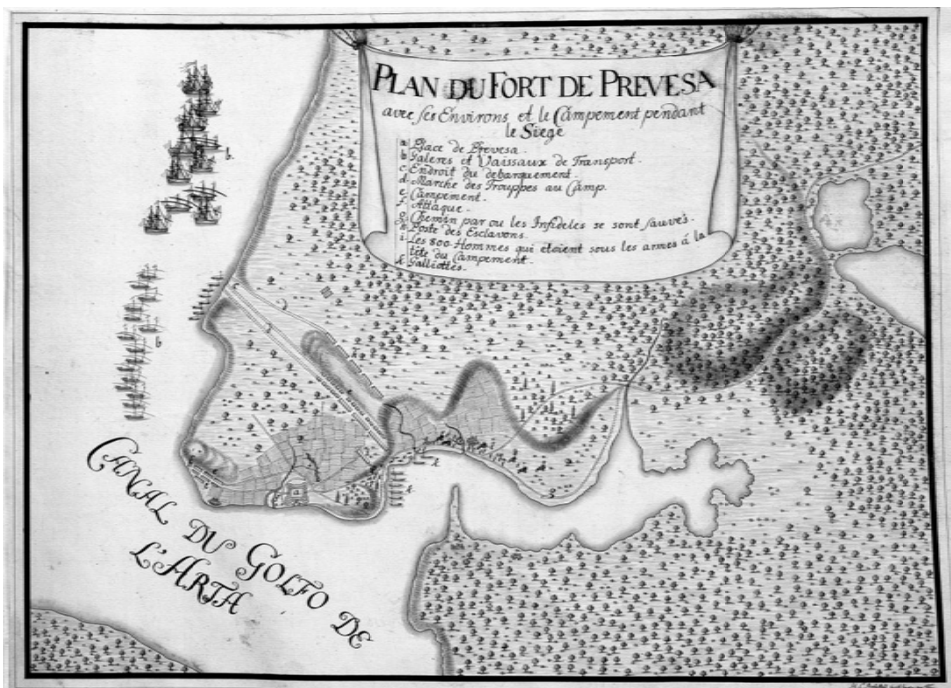 PLAN DU FORT DE PREVESA
avec ses Environs, et le Campement pendant
le Siege
a. Place de Prevesa.
b. Galeres et Vaissaux de Transport.
c. Endroit du debarquement.
d. Marche des Trouppes au Camp.
e. Campement.
f. Attaque.
g. Chemin par ou les Infideles se sont sauvés.
h. Poste des Esclavons.
i. Les 800 Hommes qui etoient sous les armes á la
tête du Campement.
k. Galliottes.
b.
b
CANAL DU GOLFO DE
L'ARTA